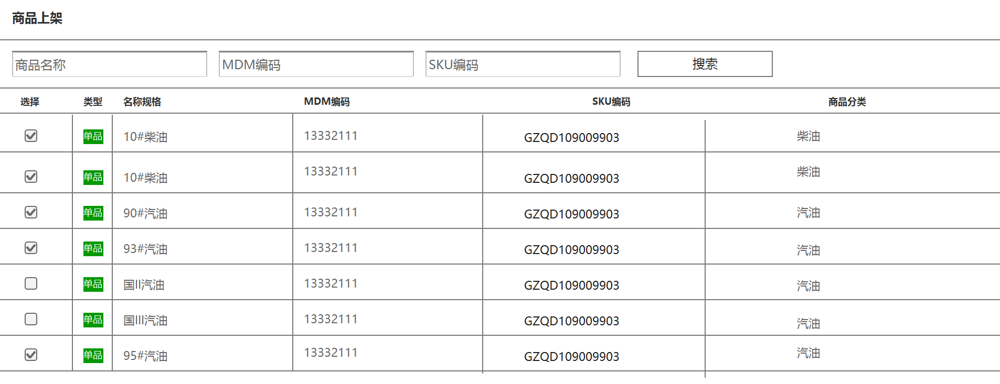 商品上架
商品名称 MDM编码 SKU编码 搜索
选择 类型 名称规格 MDM编码 SKU编码 商品分类
单品 10#柴油 13332111 GZQD109009903 柴油
单品 10#柴油 13332111 GZQD109009903 柴油
单品 90#汽油 13332111 GZQD109009903 汽油
单品 93#汽油 13332111 GZQD109009903 汽油
单品 国II汽油 13332111 GZQD109009903 汽油
单品 国III汽油 13332111 GZQD109009903 汽油
单品 95#汽油 13332111 GZQD109009903 汽油